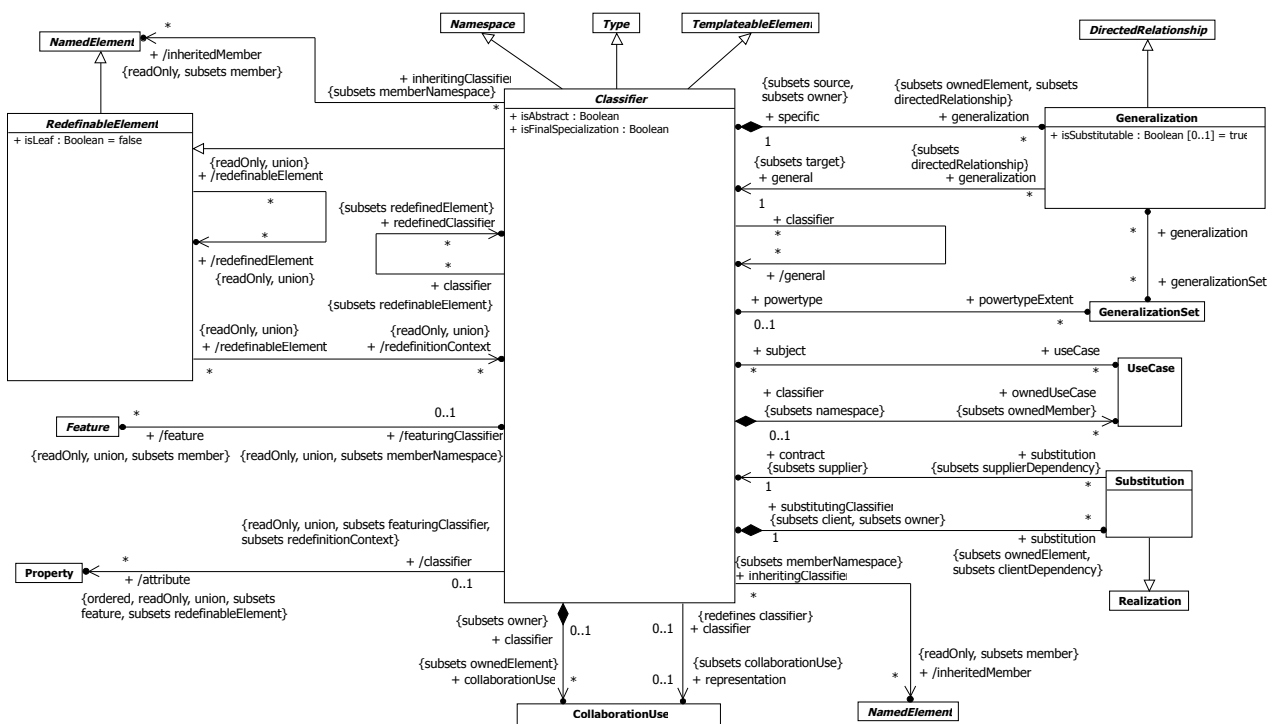 Namespace
Type
TemplateableElement
NamedElement
*
+ /inheritedMember
{readOnly, subsets member}
+ inheritingClassifier
{subsets memberNamespace}
*
DirectedRelationship
RedefinableElement
+ isLeaf : Boolean = false
Classifier
+ isAbstract : Boolean
+ isFinalSpecialization : Boolean
{subsets source,
subsets owner}
+ specific
1
{subsets ownedElement, subsets
directedRelationship}
+ generalization
*
Generalization
+ isSubstitutable : Boolean [0..1] = true
{subsets target}
+ general
1
{subsets
directedRelationship}
+ generalization
*
{readOnly, union}
+ /redefinableElement
*
*
+ /redefinedElement
{readOnly, union}
{subsets redefinedElement}
+ redefinedClassifier
*
*
+ classifier
{subsets redefinableElement}
+ classifier
*
*
+ /general
*
+ generalization
*
+ generalizationSet
GeneralizationSet
+ powertype
0..1
+ powertypeExtent
*
{readOnly, union}
+ /redefinableElement
*
{readOnly, union}
+ /redefinitionContext
*
+ subject
*
+ useCase
*
UseCase
+ classifier
{subsets namespace}
0..1
+ ownedUseCase
{subsets ownedMember}
*
Feature
*
+ /feature
{readOnly, union, subsets member}
0..1
+ /featuringClassifier
{readOnly, union, subsets memberNamespace}
+ contract
{subsets supplier}
1
+ substitution
{subsets supplierDependency}
*
Substitution
+ substitutingClassifier
{subsets client, subsets owner}
1
*
+ substitution
{subsets ownedElement,
subsets clientDependency}
Realization
{readOnly, union, subsets featuringClassifier,
subsets redefinitionContext}
+ /classifier
0..1
Property
*
+ /attribute
{ordered, readOnly, union, subsets
feature, subsets redefinableElement}
{subsets memberNamespace}
+ inheritingClassifier
*
{subsets owner}
+ classifier
0..1
{subsets ownedElement}
+ collaborationUse
*
0..1
{redefines classifier}
+ classifier
{subsets collaborationUse}
+ representation
0..1
{readOnly, subsets member}
+ /inheritedMember
*
CollaborationUse
NamedElement